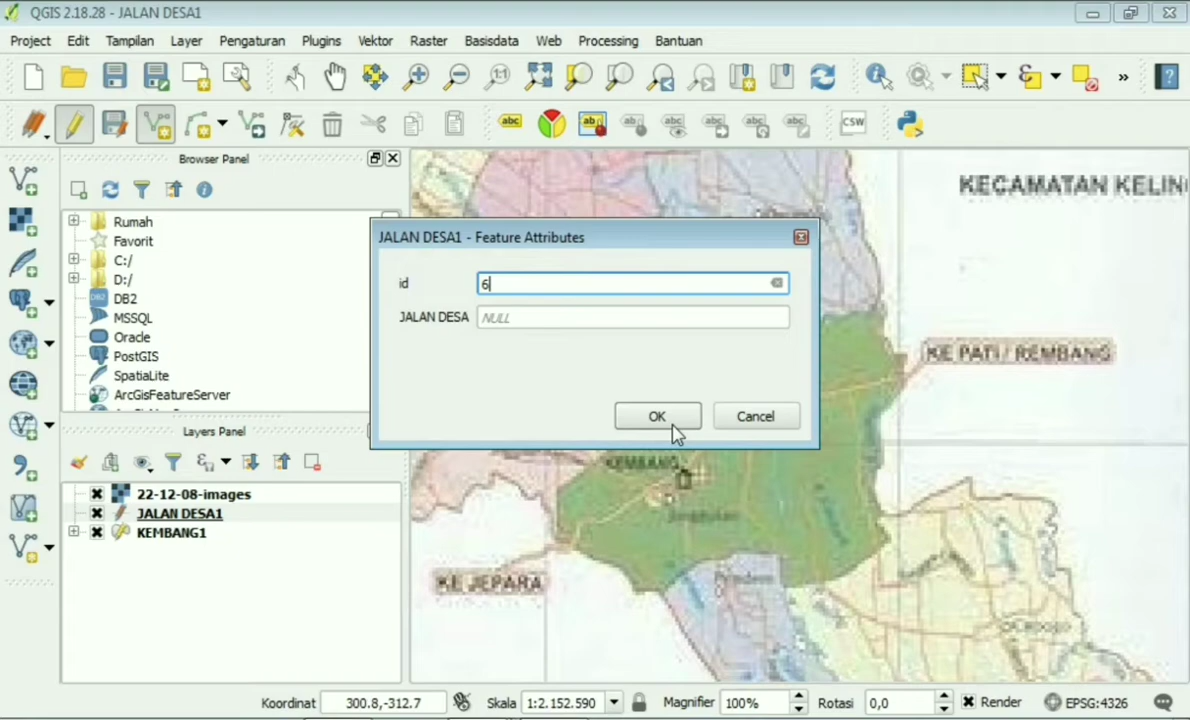 QGIS 2.18.28 - JALAN DESA1
Project Edit Tampilan Layer Pengaturan Plugins Vektor Raster Basisdata Web Processing Bantuan
Browser Panel
Rumah
Favorit
C:/
D:/
DB2
MSSQL
Oracle
PostGIS
SpatiaLite
ArcGisFeatureServer
Layers Panel
22-12-08-images
JALAN DESA1
KEMBANG1
JALAN DESA1 - Feature Attributes
id 6
JALAN DESA NULL
OK Cancel
KECAMATAN KELIN
KE PATI / REMBANG
KEMBANG
KE JEPARA
abc
CSW
Koordinat 300.8,-312.7 Skala 1:2.152.590 Magnifier 100% Rotasi 0,0 Render EPSG:4326